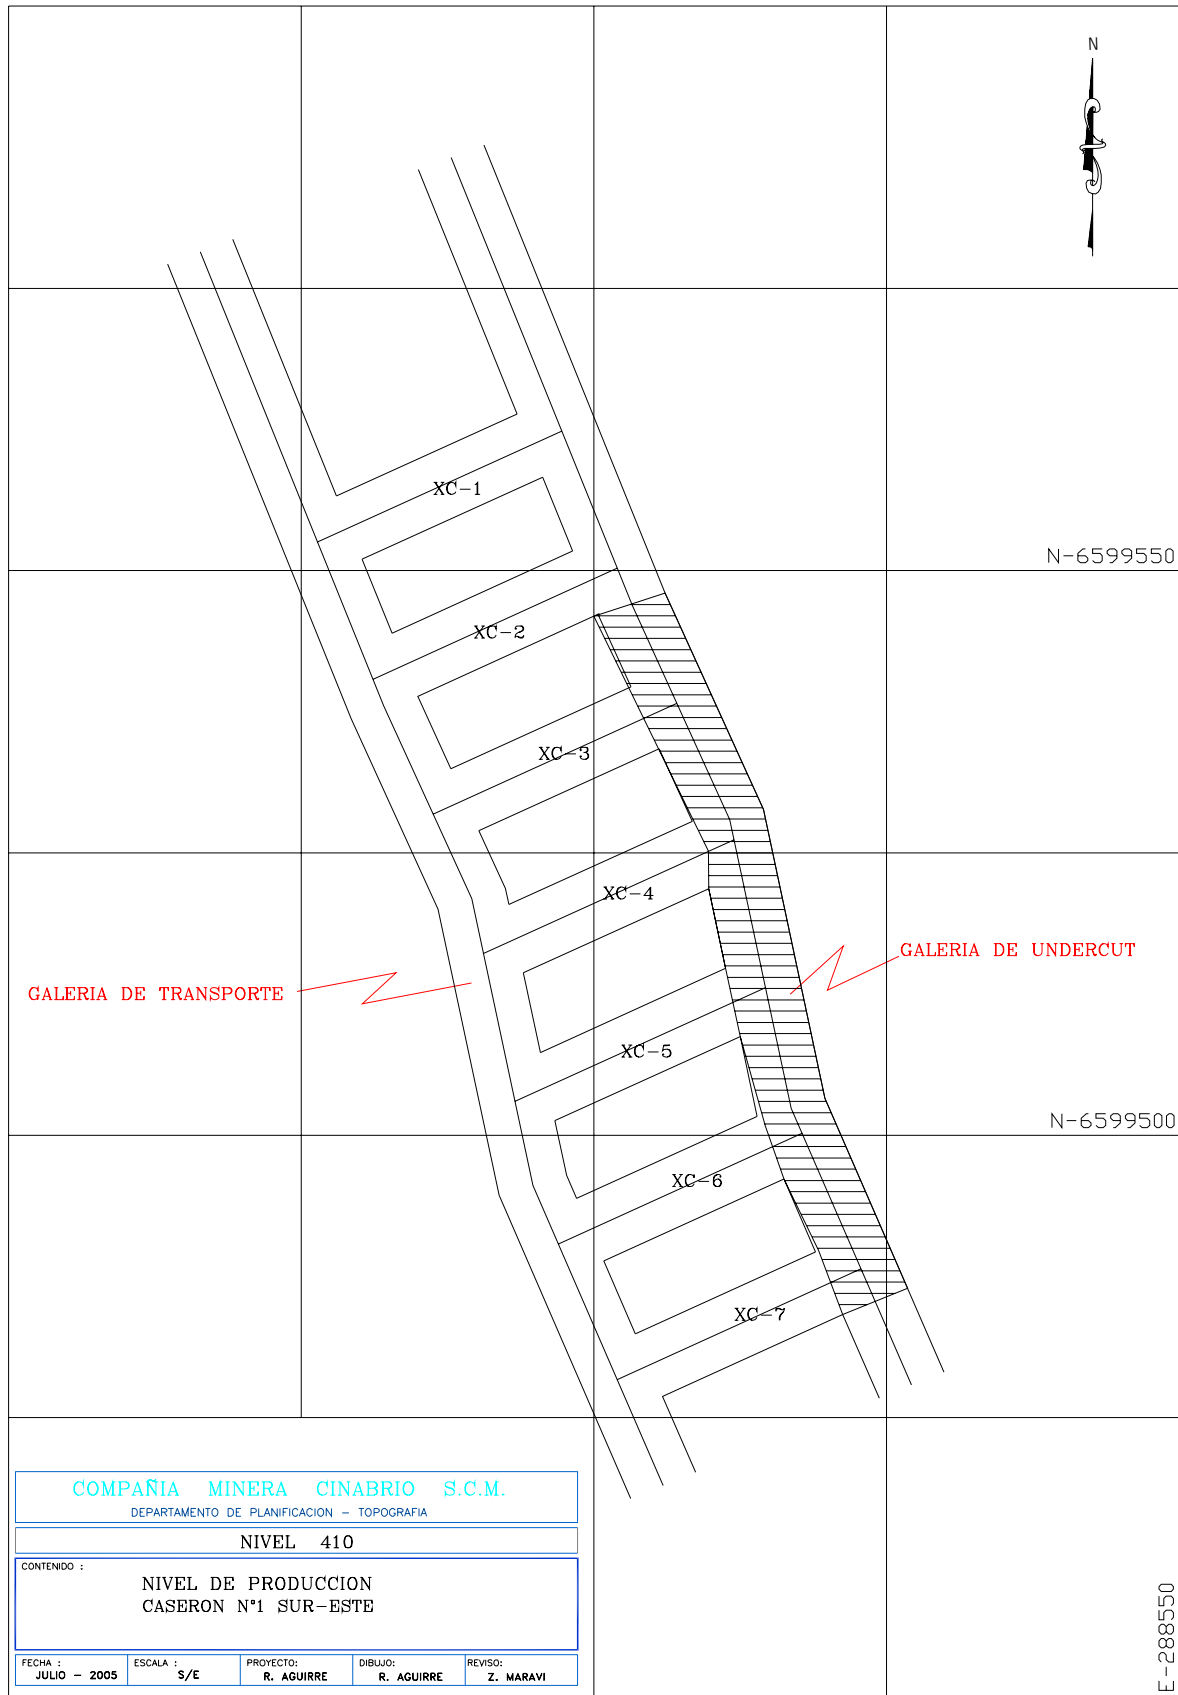 N
XC-1
N-6599550
XC-2
XC-3
XC-4
GALERIA DE UNDERCUT
GALERIA DE TRANSPORTE
XC-5
N-6599500
XC-6
XC-7
COMPAÑIA MINERA CINABRIO S.C.M.
DEPARTAMENTO DE PLANIFICACION - TOPOGRAFIA
NIVEL 410
CONTENIDO :
NIVEL DE PRODUCCION
CASERON N°1 SUR-ESTE
FECHA : JULIO - 2005
ESCALA : S/E
PROYECTO: R. AGUIRRE
DIBUJO: R. AGUIRRE
REVISO: Z. MARAVI
E-288550